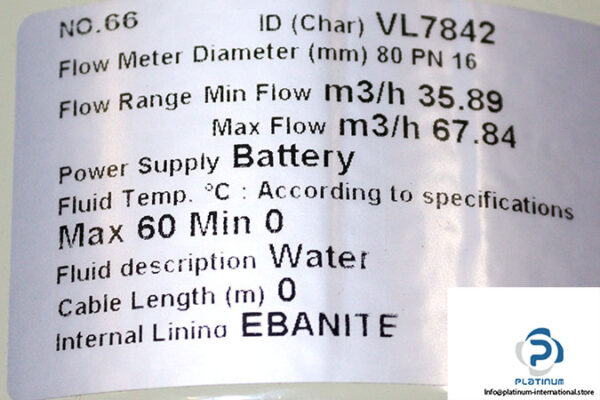 NO.66 ID (Char) VL7842
Flow Meter Diameter (mm) 80 PN 16
Flow Range Min Flow m3/h 35.89
Max Flow m3/h 67.84
Power Supply Battery
Fluid Temp. °C : According to specifications
Max 60 Min 0
Fluid description Water
Cable Length (m) 0
Internal Lining EBANITE
PLATINUM
Info@platinum-international.store